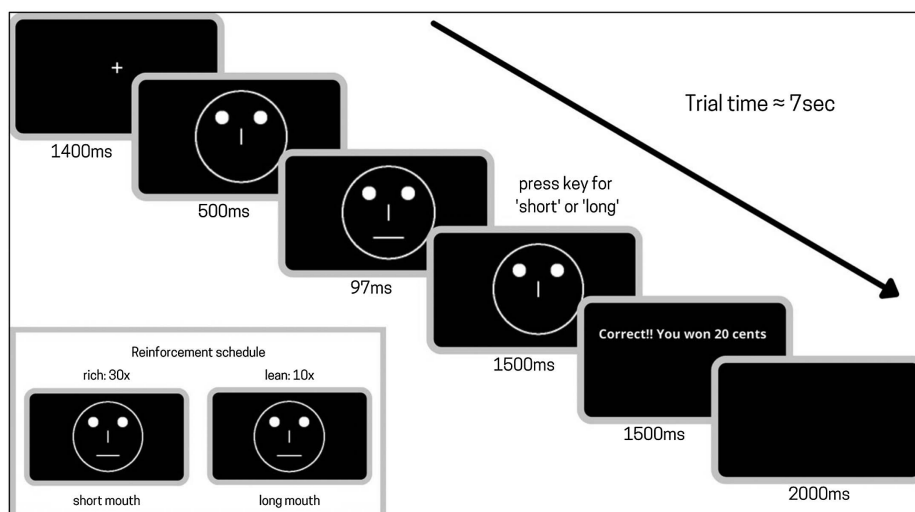 +
1400ms
500ms
97ms
press key for
'short' or 'long'
1500ms
Correct!! You won 20 cents
1500ms
2000ms
Trial time ≈ 7sec
Reinforcement schedule
rich: 30x
lean: 10x
short mouth
long mouth